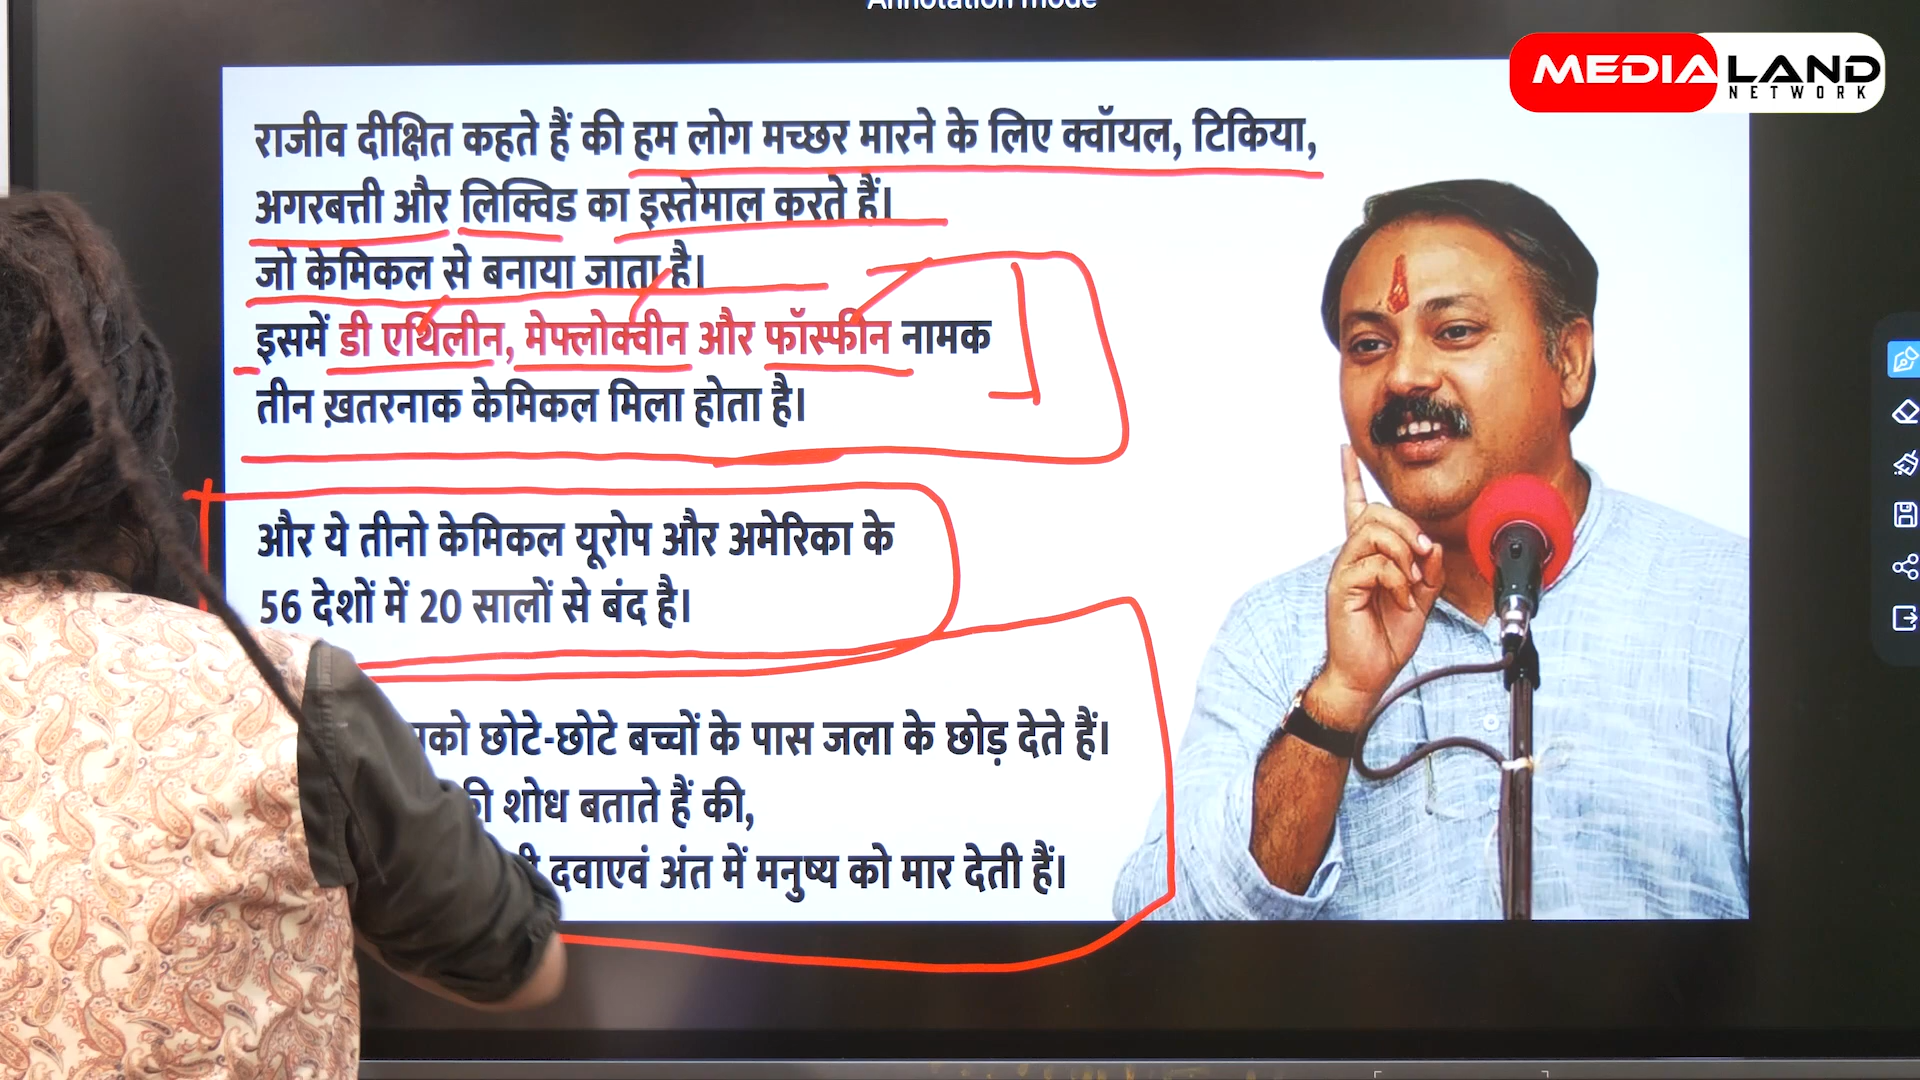 Annotation mode
MEDIALAND
NETWORK
राजीव दीक्षित कहते हैं की हम लोग मच्छर मारने के लिए क्वॉयल, टिकिया,
अगरबत्ती और लिक्विड का इस्तेमाल करते हैं।
जो केमिकल से बनाया जाता है।
इसमें डी एथिलीन, मेफ्लोक्वीन और फॉस्फीन नामक
तीन ख़तरनाक केमिकल मिला होता है।
और ये तीनो केमिकल यूरोप और अमेरिका के
56 देशों में 20 सालों से बंद है।
छोटे-छोटे बच्चों के पास जला के छोड़ देते हैं।
शोध बताते हैं की,
दवाएवं अंत में मनुष्य को मार देती हैं।